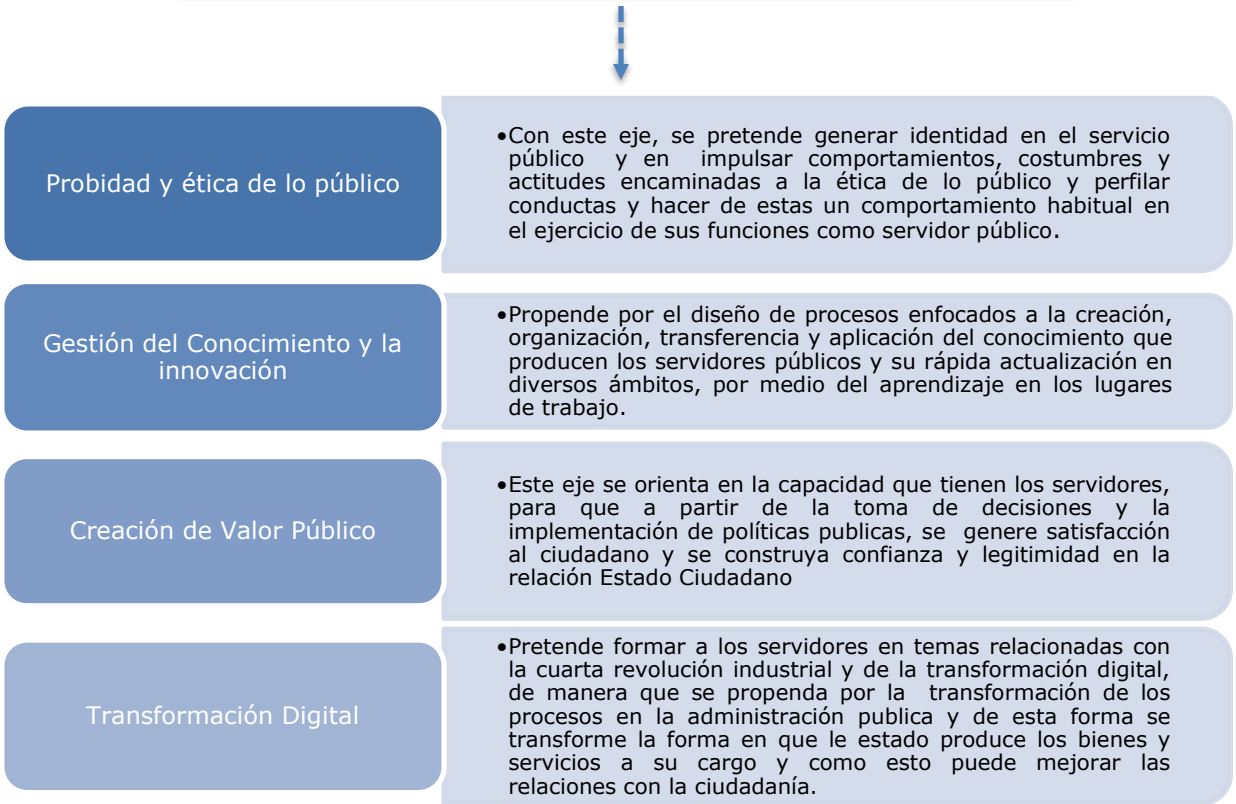 Probidad y ética de lo público
•Con este eje, se pretende generar identidad en el servicio
público y en impulsar comportamientos, costumbres y
actitudes encaminadas a la ética de lo público y perfilar
conductas y hacer de estas un comportamiento habitual en
el ejercicio de sus funciones como servidor público.
Gestión del Conocimiento y la
innovación
•Propende por el diseño de procesos enfocados a la creación,
organización, transferencia y aplicación del conocimiento que
producen los servidores públicos y su rápida actualización en
diversos ámbitos, por medio del aprendizaje en los lugares
de trabajo.
Creación de Valor Público
•Este eje se orienta en la capacidad que tienen los servidores,
para que a partir de la toma de decisiones y la
implementación de políticas publicas, se genere satisfacción
al ciudadano y se construya confianza y legitimidad en la
relación Estado Ciudadano
Transformación Digital
•Pretende formar a los servidores en temas relacionadas con
la cuarta revolución industrial y de la transformación digital,
de manera que se propenda por la transformación de los
procesos en la administración publica y de esta forma se
transforme la forma en que le estado produce los bienes y
servicios a su cargo y como esto puede mejorar las
relaciones con la ciudadanía.